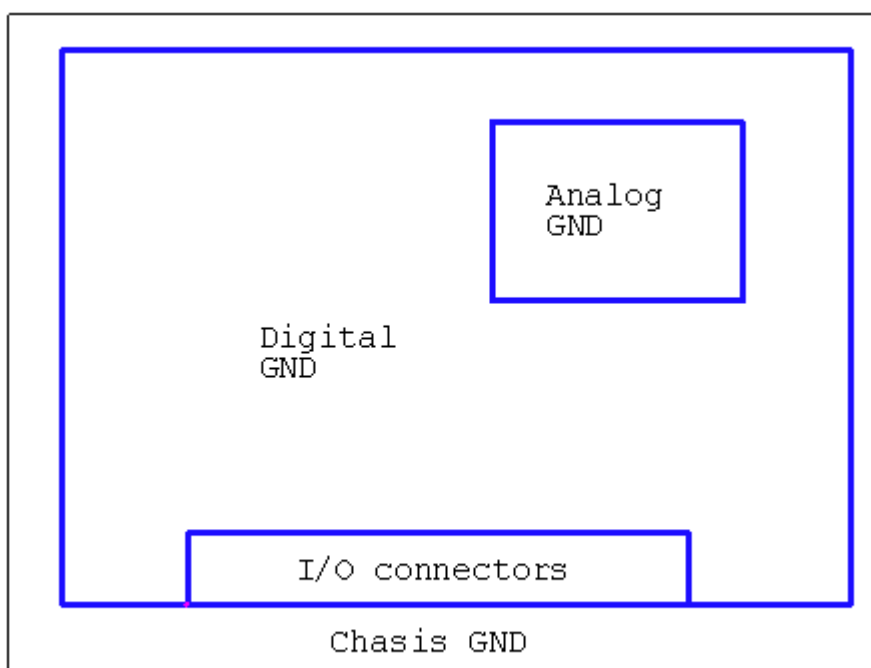 Analog
GND
Digital
GND
I/O connectors
Chasis GND